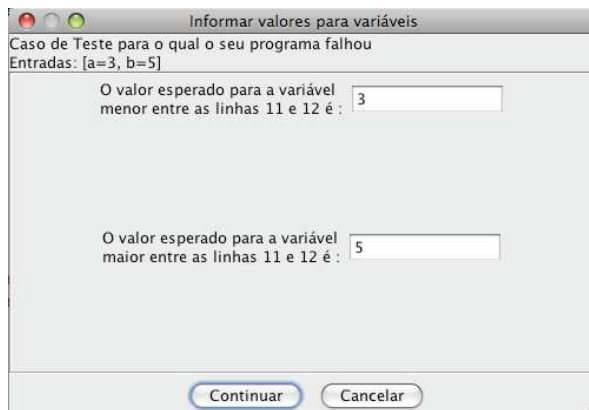 Informar valores para variáveis
Caso de Teste para o qual o seu programa falhou
Entradas: [a=3, b=5]
O valor esperado para a variável
menor entre as linhas 11 e 12 é :
3
O valor esperado para a variável
maior entre as linhas 11 e 12 é :
5
Continuar
Cancelar